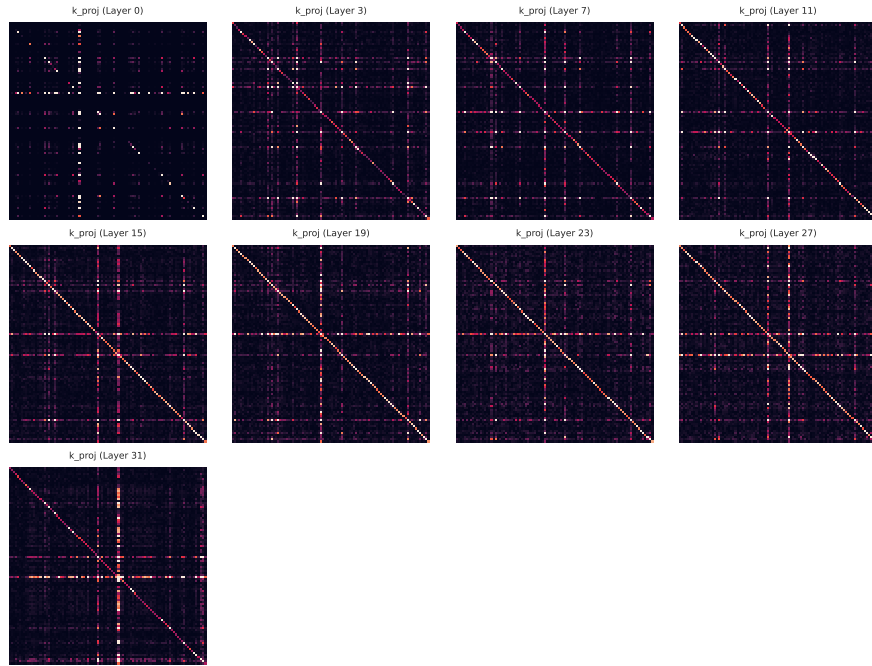 k_proj (Layer 0)
k_proj (Layer 3)
k_proj (Layer 7)
k_proj (Layer 11)
k_proj (Layer 15)
k_proj (Layer 19)
k_proj (Layer 23)
k_proj (Layer 27)
k_proj (Layer 31)